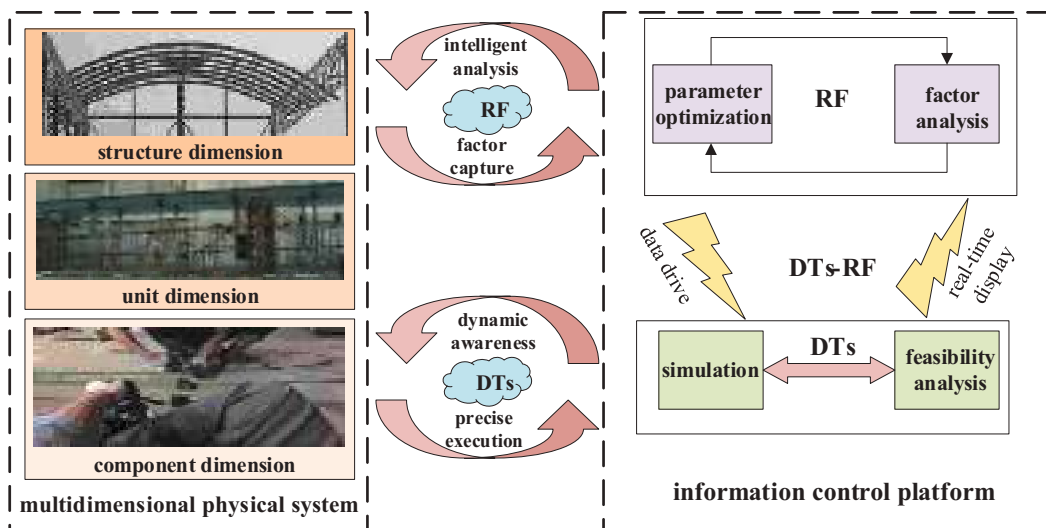 structure dimension
unit dimension
component dimension
multidimensional physical system
intelligent
analysis
RF
factor
capture
dynamic
awareness
DTs
precise
execution
parameter
optimization
RF
factor
analysis
data drive
DTs-RF
real-time
display
simulation
DTs
feasibility
analysis
information control platform